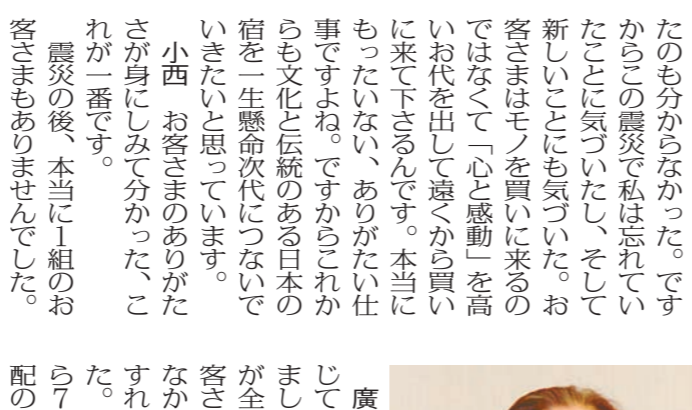 たのも分からなかった。です
からこの震災で私は忘れてい
たことに気づいたし、そして
新しいことにも気づいた。お
客さまはモノを買いに来るの
ではなくて「心と感動」を高
いお代を出して遠くから買い
に来て下さるんです。本当に
もったいない、ありがたい仕
事ですよね。ですからこれか
らも文化と伝統のある日本の
宿を一生懸命次代につないで
いきたいと思っています。
　小西　お客さまのありがた
さが身にしみて分かった、こ
れが一番です。
　震災の後、本当に1組のお
客さまもありませんでした。
廣
じて
まし
が全
客さ
なか
すれ
た。
ら7
配の